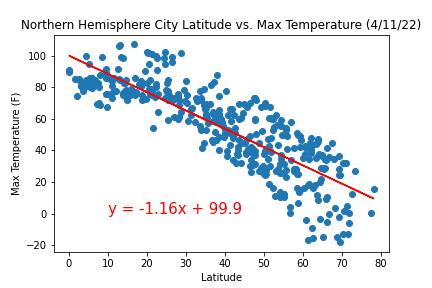 Northern Hemisphere City Latitude vs. Max Temperature (4/11/22)
Max Temperature (F)
100
80
60
40
20
0
−20
y = -1.16x + 99.9
0 10 20 30 40 50 60 70 80
Latitude